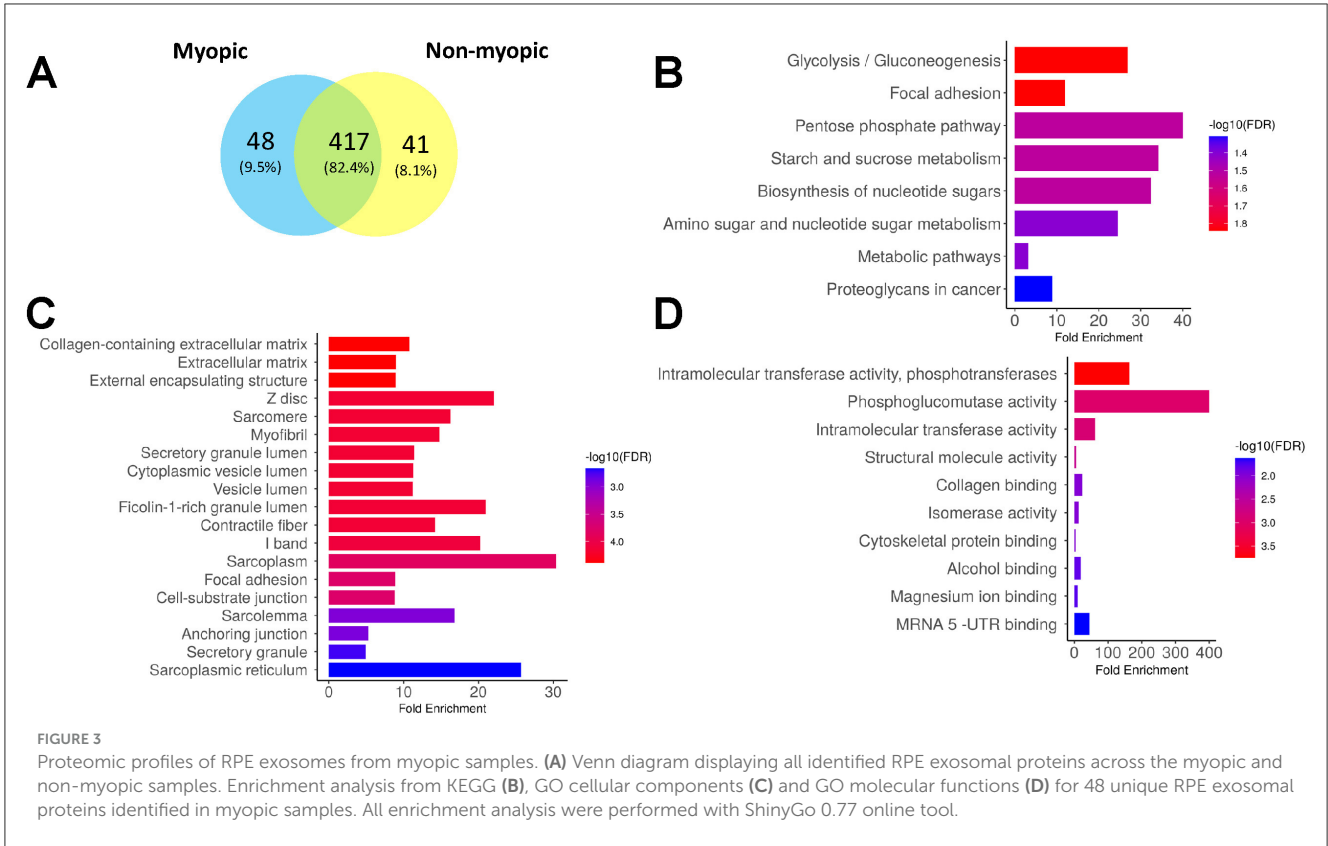 A
Myopic
Non-myopic
48
(9.5%)
417
(82.4%)
41
(8.1%)
B
Glycolysis / Gluconeogenesis
Focal adhesion
Pentose phosphate pathway
Starch and sucrose metabolism
Biosynthesis of nucleotide sugars
Amino sugar and nucleotide sugar metabolism
Metabolic pathways
Proteoglycans in cancer
0 10 20 30 40
Fold Enrichment
-log10(FDR)
1.4
1.5
1.6
1.7
1.8
C
Collagen-containing extracellular matrix
Extracellular matrix
External encapsulating structure
Z disc
Sarcomere
Myofibril
Secretory granule lumen
Cytoplasmic vesicle lumen
Vesicle lumen
Ficolin-1-rich granule lumen
Contractile fiber
I band
Sarcoplasm
Focal adhesion
Cell-substrate junction
Sarcolemma
Anchoring junction
Secretory granule
Sarcoplasmic reticulum
0 10 20 30
Fold Enrichment
-log10(FDR)
3.0
3.5
4.0
D
Intramolecular transferase activity, phosphotransferases
Phosphoglucomutase activity
Intramolecular transferase activity
Structural molecule activity
Collagen binding
Isomerase activity
Cytoskeletal protein binding
Alcohol binding
Magnesium ion binding
MRNA 5 -UTR binding
0 100 200 300 400
Fold Enrichment
-log10(FDR)
2.0
2.5
3.0
3.5
FIGURE 3
Proteomic profiles of RPE exosomes from myopic samples. (A) Venn diagram displaying all identified RPE exosomal proteins across the myopic and
non-myopic samples. Enrichment analysis from KEGG (B), GO cellular components (C) and GO molecular functions (D) for 48 unique RPE exosomal
proteins identified in myopic samples. All enrichment analysis were performed with ShinyGo 0.77 online tool.